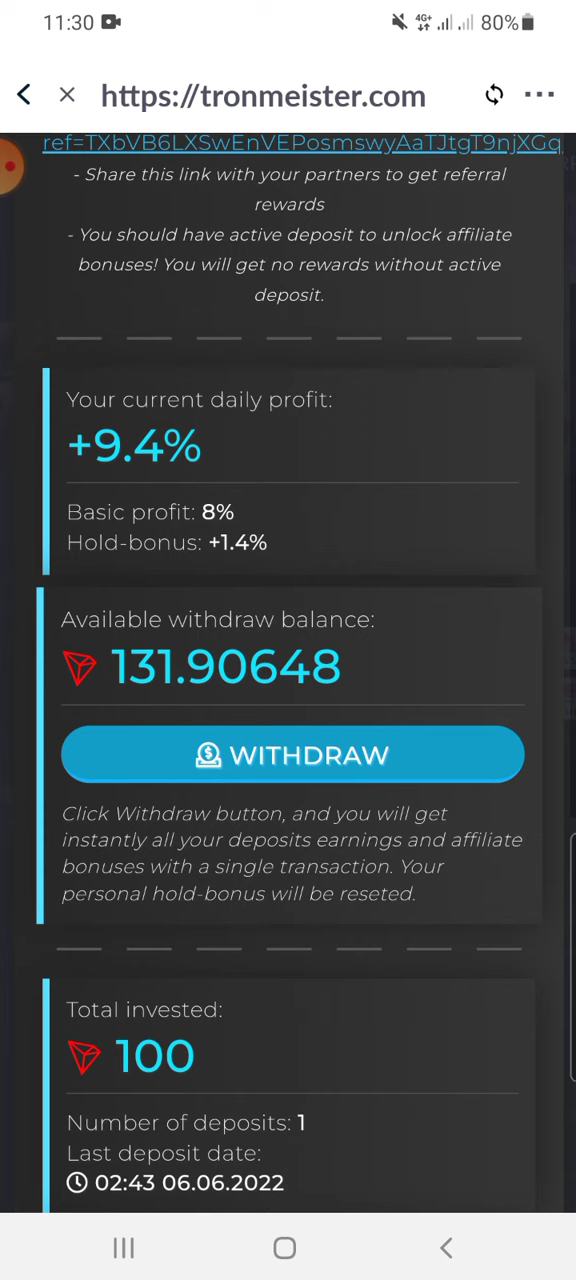 11:30 4G+ 80%
https://tronmeister.com
ref=TXbVB6LXSwEnVEPosmswyAaTJtgT9njXGq
- Share this link with your partners to get referral
rewards
- You should have active deposit to unlock affiliate
bonuses! You will get no rewards without active
deposit.
Your current daily profit:
+9.4%
Basic profit: 8%
Hold-bonus: +1.4%
Available withdraw balance:
131.90648
WITHDRAW
Click Withdraw button, and you will get
instantly all your deposits earnings and affiliate
bonuses with a single transaction. Your
personal hold-bonus will be reseted.
Total invested:
100
Number of deposits: 1
Last deposit date:
02:43 06.06.2022